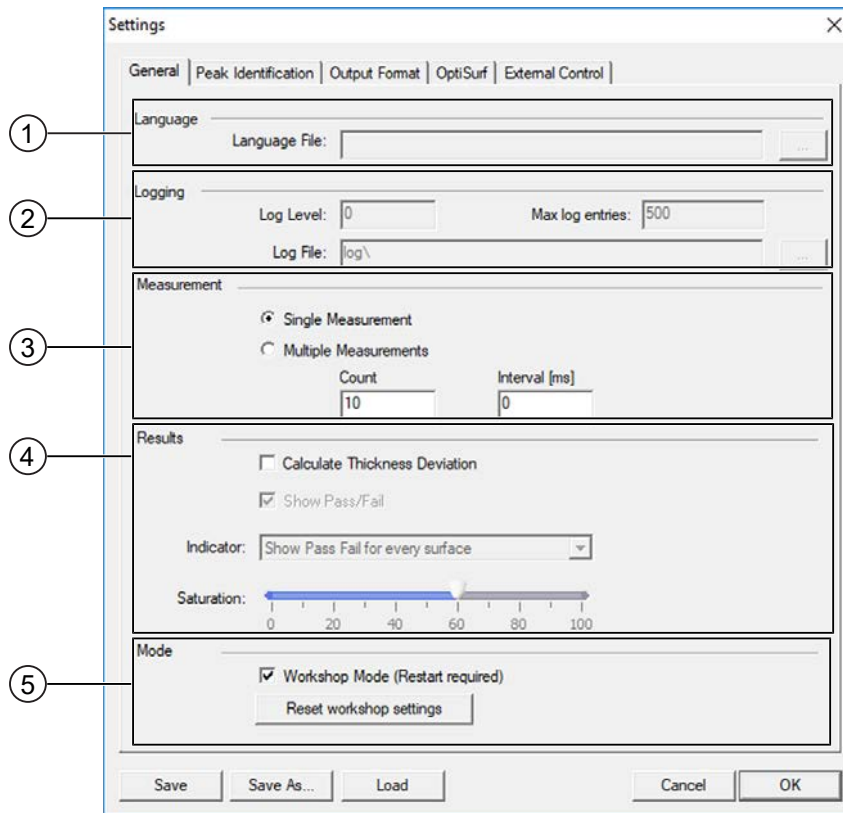 Settings
General Peak Identification Output Format OptiSurf External Control
1
Language
Language File:
...
2
Logging
Log Level: 0 Max log entries: 500
Log File: log\
...
3
Measurement
Single Measurement
Multiple Measurements
Count Interval [ms]
10 0
4
Results
Calculate Thickness Deviation
Show Pass/Fail
Indicator: Show Pass Fail for every surface
Saturation:
0 20 40 60 80 100
5
Mode
Workshop Mode (Restart required)
Reset workshop settings
Save Save As... Load Cancel OK